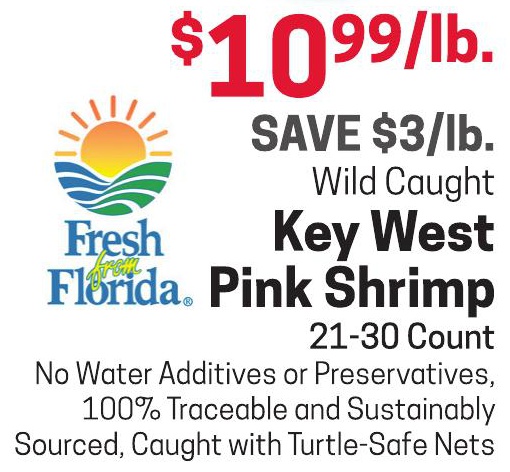 $10.99/lb.
SAVE $3/lb.
Wild Caught
Key West
Pink Shrimp
21-30 Count
No Water Additives or Preservatives,
100% Traceable and Sustainably
Sourced, Caught with Turtle-Safe Nets
Fresh
from
Florida®